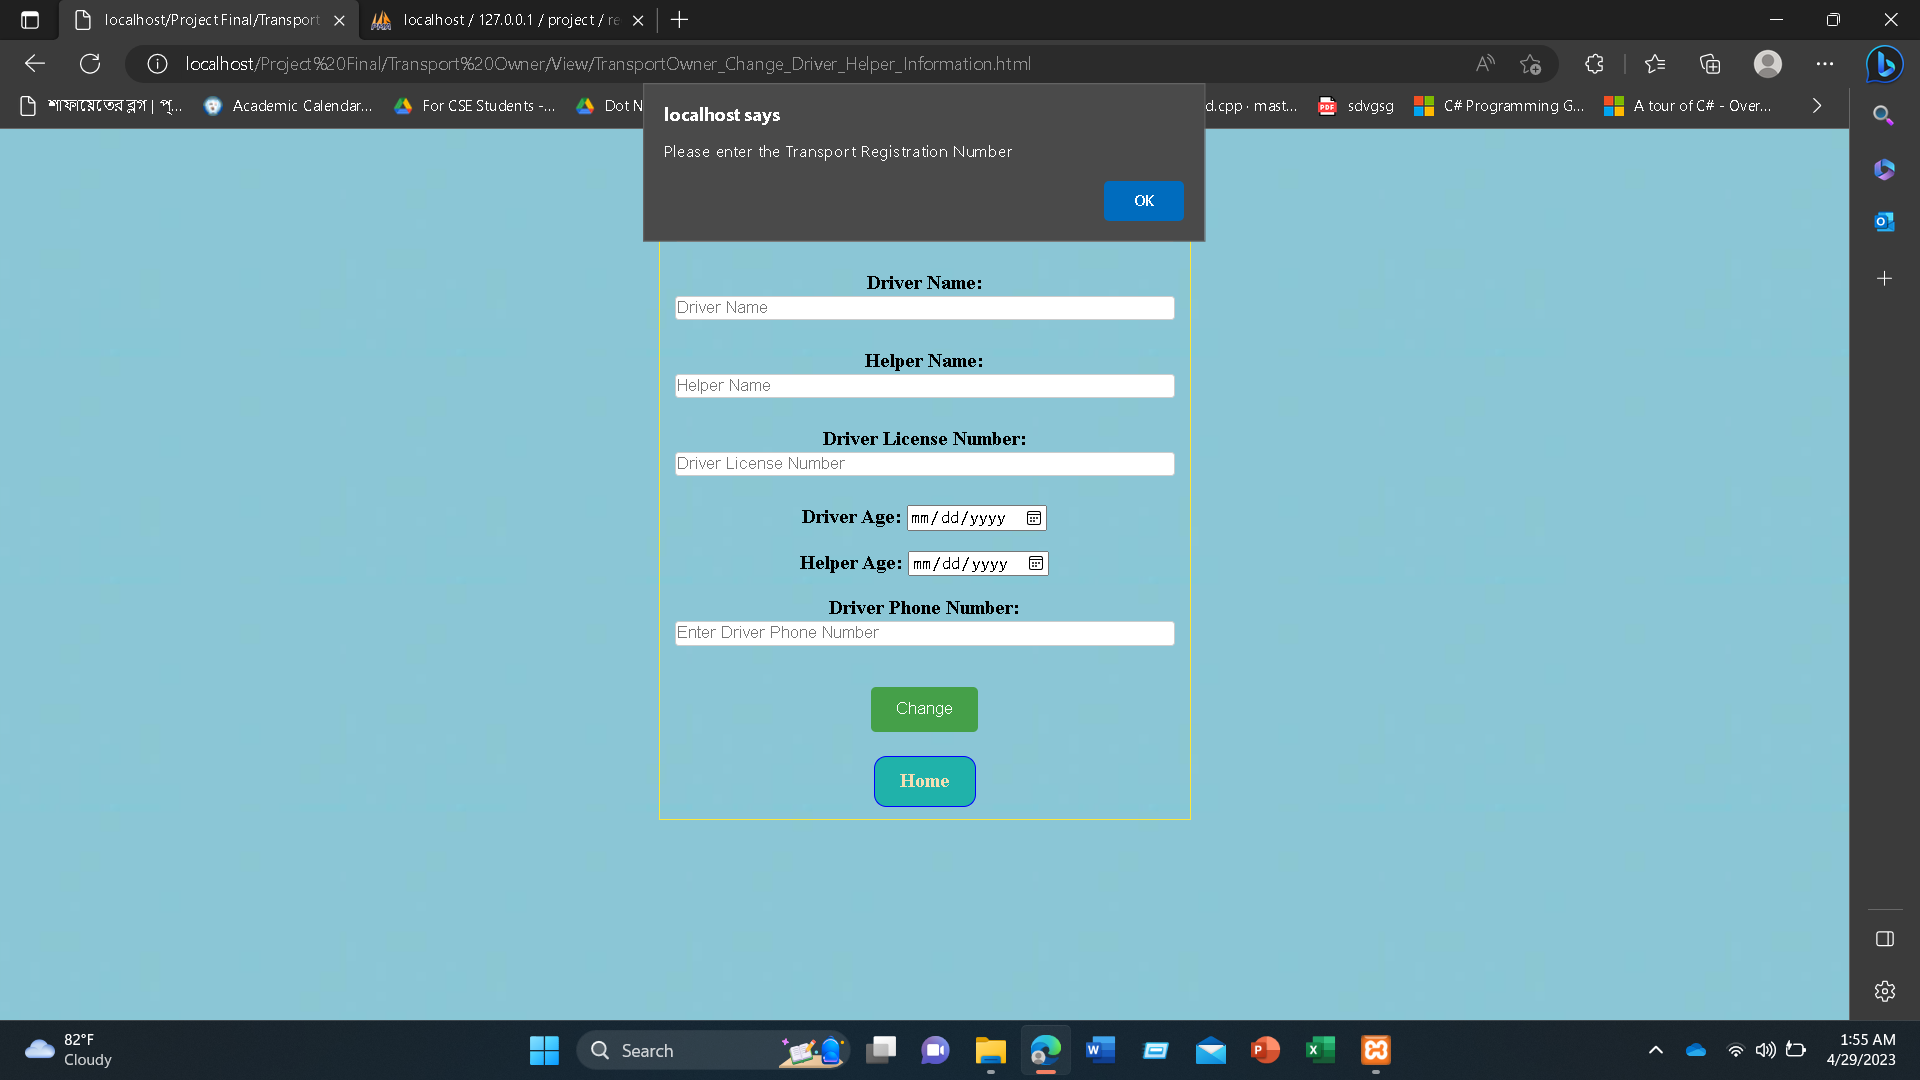 localhost/Project Final/Transport
localhost / 127.0.0.1 / project / re
localhost/Project%20Final/Transport%20Owner/View/TransportOwner_Change_Driver_Helper_Information.html
শাফায়েতের ব্লগ | প্...
Academic Calendar...
For CSE Students -...
Dot N
d.cpp · mast...
sdvgsg
C# Programming G...
A tour of C# - Over...
localhost says
Please enter the Transport Registration Number
OK
Driver Name:
Driver Name
Helper Name:
Helper Name
Driver License Number:
Driver License Number
Driver Age: mm/dd/yyyy
Helper Age: mm/dd/yyyy
Driver Phone Number:
Enter Driver Phone Number
Change
Home
82°F
Cloudy
Search
1:55 AM
4/29/2023